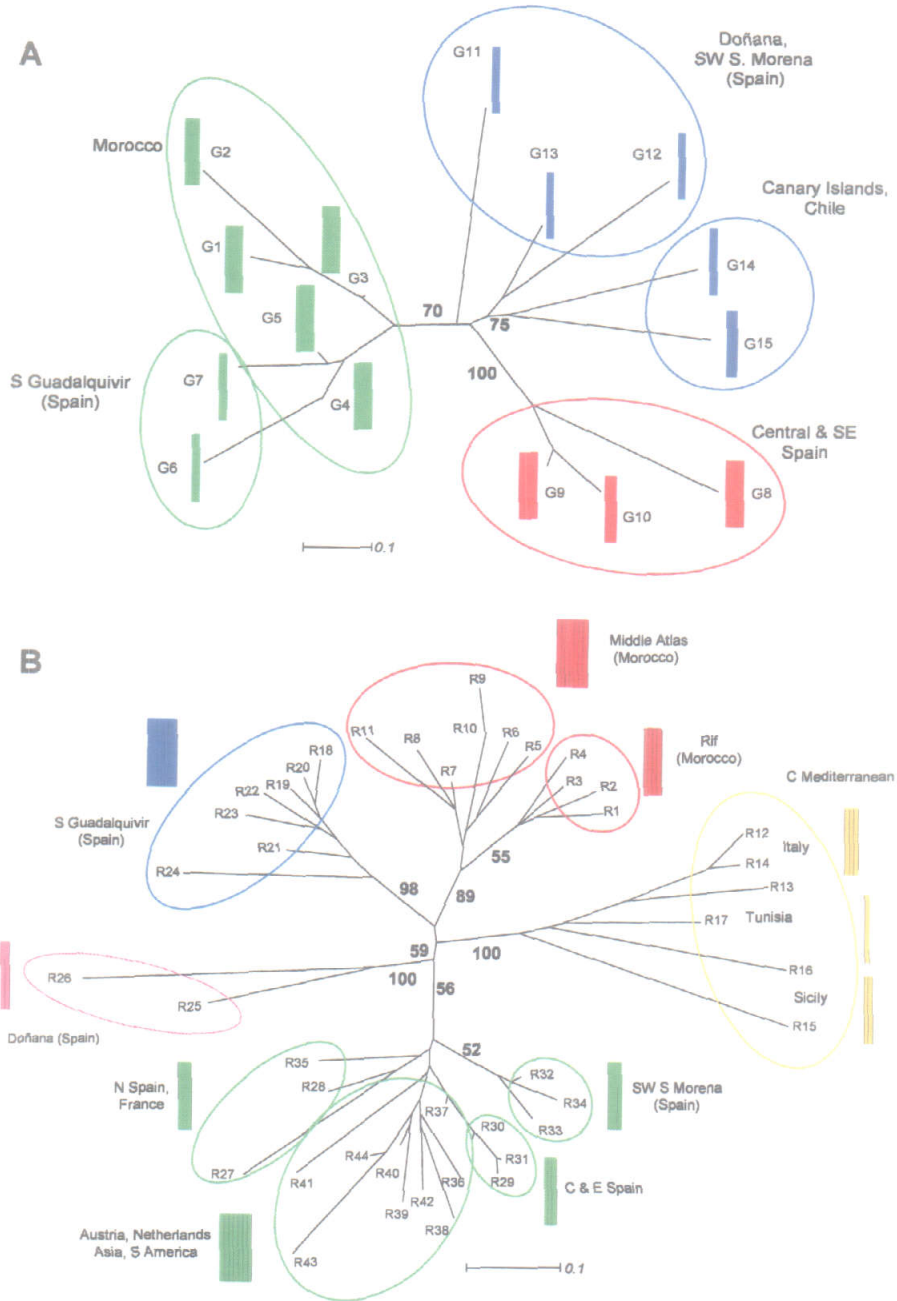 A
Doñana,
SW S. Morena
(Spain)
G11
Morocco
G2
G13
G12
Canary Islands,
Chile
G1
G3
G14
G5
70
75
G15
S Guadalquivir
(Spain)
G7
G4
100
G6
Central & SE
Spain
G9
G10
G8
0.1
B
Middle Atlas
(Morocco)
R9
R11
R8
R10
R6
R5
R7
Rif
(Morocco)
R4
R3
R2
R1
R18
R20
R19
R22
R23
R21
R24
S Guadalquivir
(Spain)
C Mediterranean
R12
Italy
R14
R13
R17
Tunisia
R16
Sicily
R15
55
98
89
59
100
100
56
R26
R25
Doñana (Spain)
52
N Spain,
France
R35
R28
R27
R32
R34
R33
SW S Morena
(Spain)
R37
R30
R31
R29
C & E Spain
R44
R41
R40
R36
R42
R39
R38
R43
Austria, Netherlands
Asia, S America
0.1